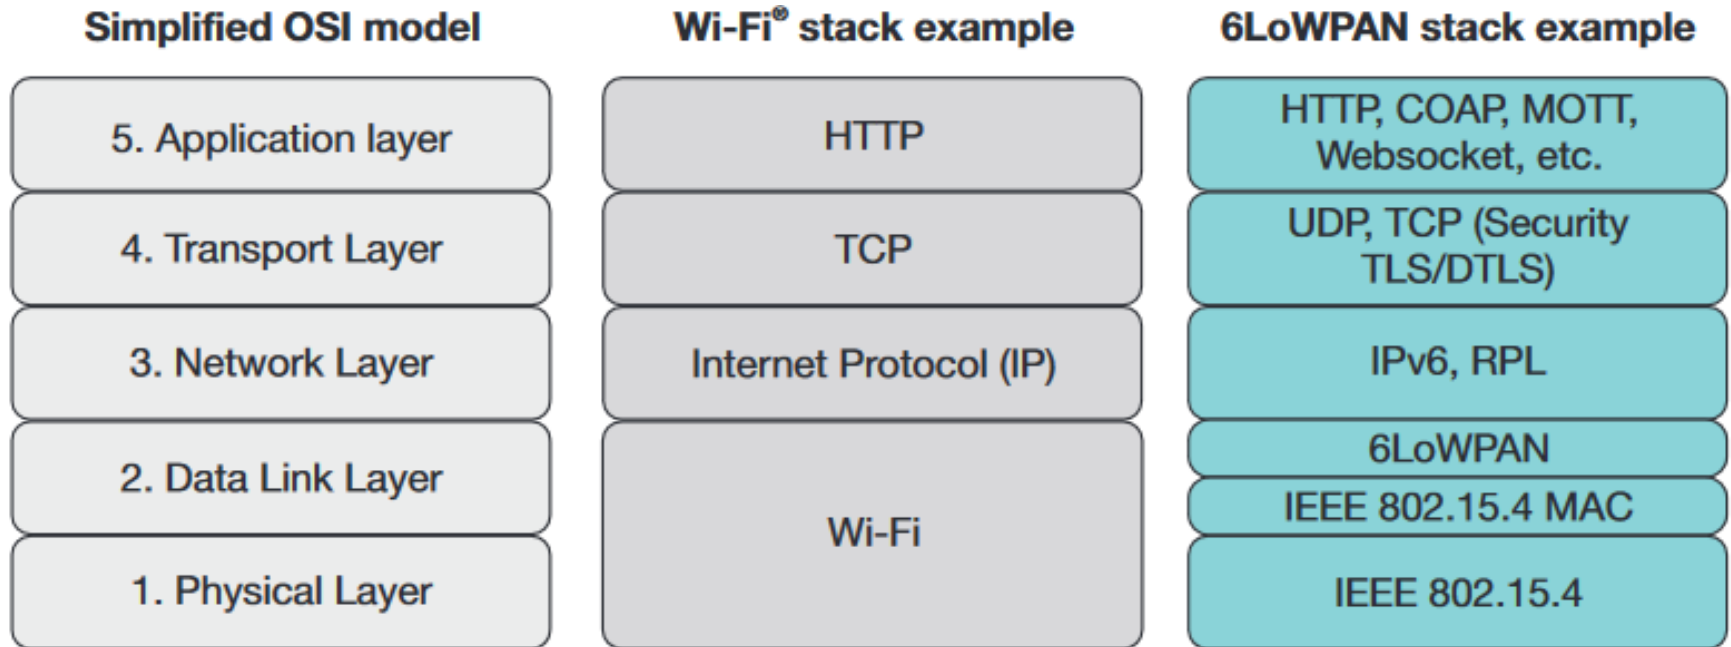 Simplified OSI model
Wi-Fi® stack example
6LoWPAN stack example
5. Application layer
HTTP
HTTP, COAP, MOTT,
Websocket, etc.
4. Transport Layer
TCP
UDP, TCP (Security
TLS/DTLS)
3. Network Layer
Internet Protocol (IP)
IPv6, RPL
2. Data Link Layer
Wi-Fi
6LoWPAN
IEEE 802.15.4 MAC
1. Physical Layer
IEEE 802.15.4